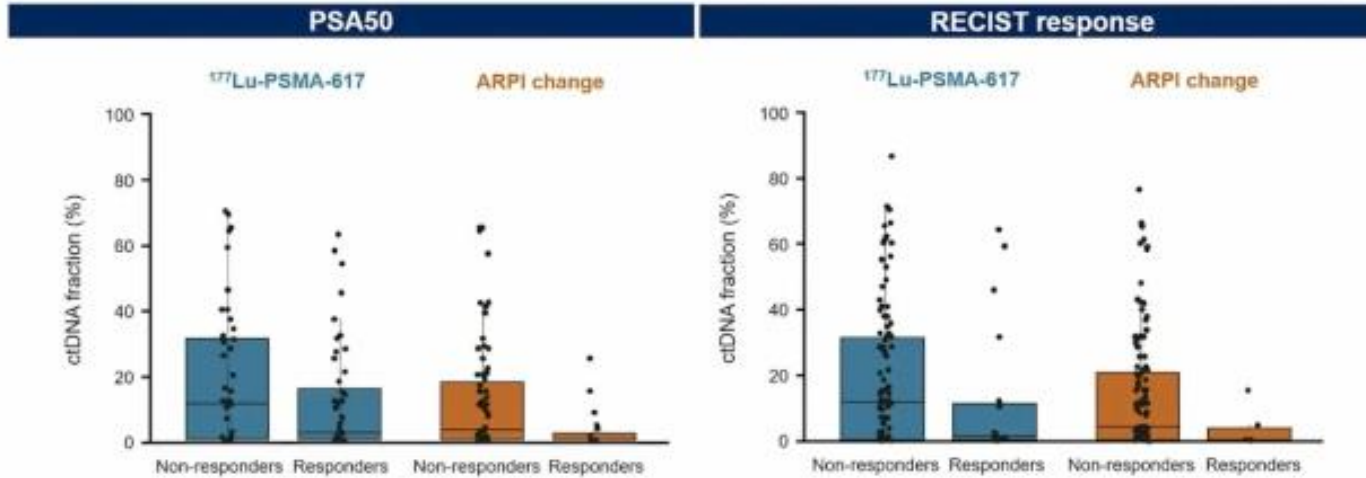 PSA50
RECIST response
¹⁷⁷Lu-PSMA-617
ARPI change
¹⁷⁷Lu-PSMA-617
ARPI change
ctDNA fraction (%)
100
80
60
40
20
0
Non-responders Responders Non-responders Responders
ctDNA fraction (%)
100
80
60
40
20
0
Non-responders Responders Non-responders Responders